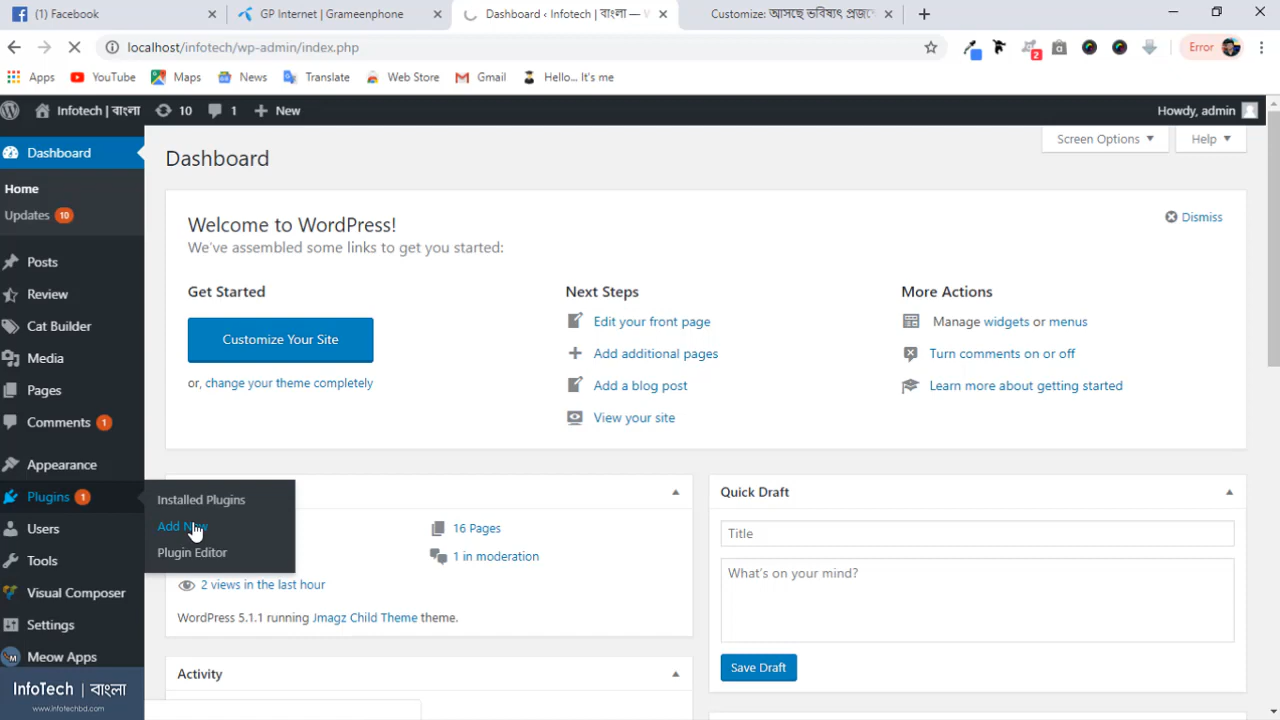 (1) Facebook
GP Internet | Grameenphone
Dashboard ‹ Infotech | বাংলা — W
Customize: আসছে ভবিষ্যৎ প্রজন্মে
localhost/infotech/wp-admin/index.php
2
Error
Apps
YouTube
Maps
News
Translate
Web Store
Gmail
Hello... It's me
Infotech | বাংলা
10
1
New
Howdy, admin
Dashboard
Home
Updates 10
Posts
Review
Cat Builder
Media
Pages
Comments 1
Appearance
Plugins 1
Users
Tools
Visual Composer
Settings
Meow Apps
InfoTech | বাংলা
www.infotechbd.com
Installed Plugins
Add New
Plugin Editor
Screen Options
Help
Dashboard
Welcome to WordPress!
We've assembled some links to get you started:
Dismiss
Get Started
Customize Your Site
or, change your theme completely
Next Steps
Edit your front page
Add additional pages
Add a blog post
View your site
More Actions
Manage widgets or menus
Turn comments on or off
Learn more about getting started
16 Pages
1 in moderation
2 views in the last hour
WordPress 5.1.1 running Jmagz Child Theme theme.
Activity
Quick Draft
Title
What's on your mind?
Save Draft